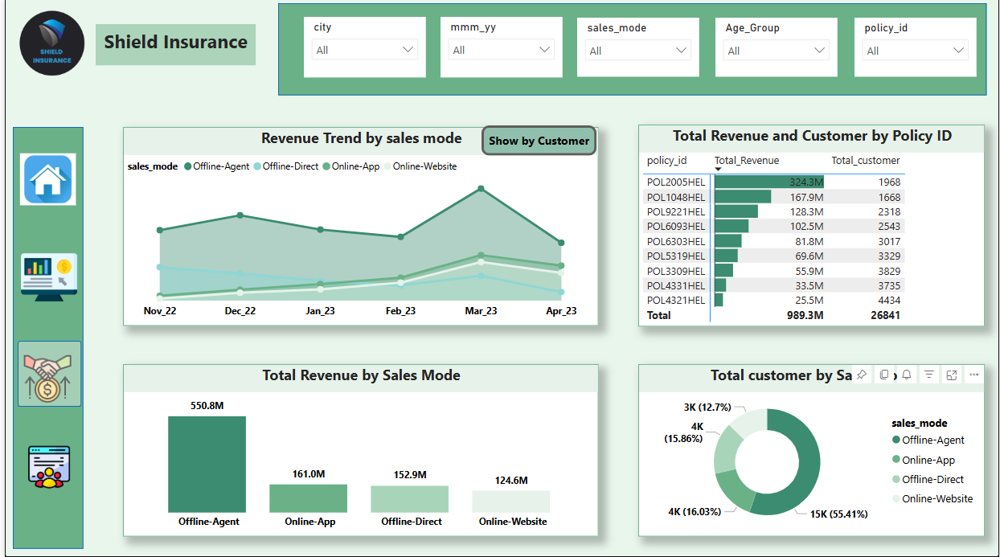 SHIELD
INSURANCE
Shield Insurance
city
All
mmm_yy
All
sales_mode
All
Age_Group
All
policy_id
All
Revenue Trend by sales mode
Show by Customer
sales_mode Offline-Agent Offline-Direct Online-App Online-Website
Nov_22 Dec_22 Jan_23 Feb_23 Mar_23 Apr_23
Total Revenue and Customer by Policy ID
policy_id Total_Revenue Total_customer
POL2005HEL 324.3M 1968
POL1048HEL 167.9M 1668
POL9221HEL 128.3M 2318
POL6093HEL 102.5M 2543
POL6303HEL 81.8M 3017
POL5319HEL 69.6M 3329
POL3309HEL 55.9M 3829
POL4331HEL 33.5M 3735
POL4321HEL 25.5M 4434
Total 989.3M 26841
Total Revenue by Sales Mode
550.8M
161.0M
152.9M
124.6M
Offline-Agent Online-App Offline-Direct Online-Website
Total customer by Sa
3K (12.7%)
4K
(15.86%)
4K (16.03%)
15K (55.41%)
sales_mode
Offline-Agent
Online-App
Offline-Direct
Online-Website